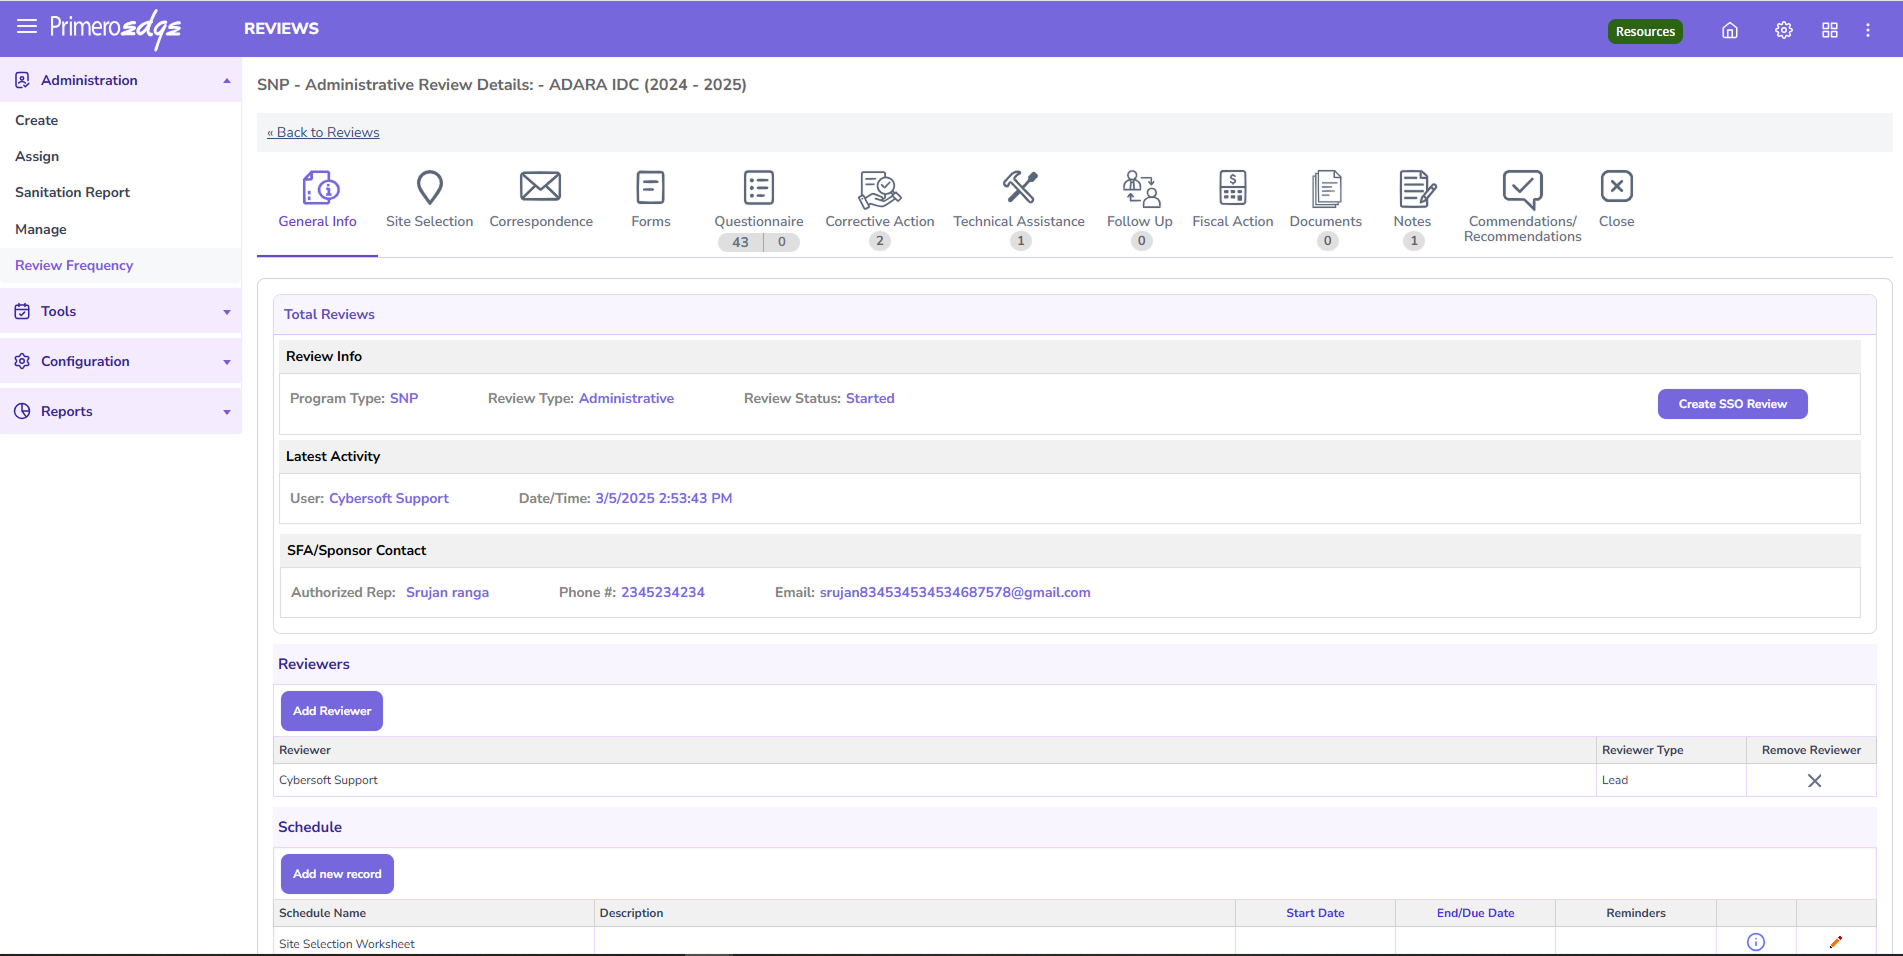 Primeroedge
REVIEWS
Resources
Administration
Create
Assign
Sanitation Report
Manage
Review Frequency
Tools
Configuration
Reports
SNP - Administrative Review Details: - ADARA IDC (2024 - 2025)
« Back to Reviews
General Info
Site Selection
Correspondence
Forms
Questionnaire
43 0
Corrective Action
2
Technical Assistance
1
Follow Up
0
Fiscal Action
Documents
0
Notes
1
Commendations/
Recommendations
Close
Total Reviews
Review Info
Program Type: SNP Review Type: Administrative Review Status: Started
Create SSO Review
Latest Activity
User: Cybersoft Support Date/Time: 3/5/2025 2:53:43 PM
SFA/Sponsor Contact
Authorized Rep: Srujan ranga Phone #: 2345234234 Email: srujan834534534534687578@gmail.com
Reviewers
Add Reviewer
Reviewer Reviewer Type Remove Reviewer
Cybersoft Support Lead
Schedule
Add new record
Schedule Name Description Start Date End/Due Date Reminders
Site Selection Worksheet